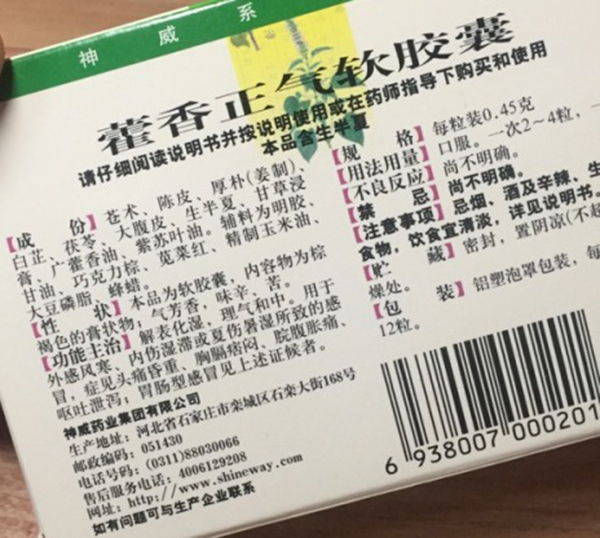 神威系
藿香正气软胶囊
请仔细阅读说明书并按说明使用或在药师指导下购买和使用
本品含生半夏
【成 份】苍术、陈皮、厚朴(姜制)、
白芷、茯苓、大腹皮、生半夏、甘草浸
膏、广藿香油、紫苏叶油。辅料为明胶、
甘油、巧克力棕、苋菜红、精制玉米油、
大豆磷脂、蜂蜡。
【性 状】本品为软胶囊，内容物为棕
褐色的膏状物；气芳香，味辛、苦。
【功能主治】解表化湿，理气和中。用于
外感风寒、内伤湿滞或夏伤暑湿所致的感
冒，症见头痛昏重、胸膈痞闷、脘腹胀痛、
呕吐泄泻；胃肠型感冒见上述证候者。
神威药业集团有限公司
生产地址：河北省石家庄市栾城区石栾大街168号
邮政编码：051430
电话号码：(0311)88030066
售后服务电话：4006129208
网址：http://www.shineway.com
如有问题可与生产企业联系
【规 格】每粒装0.45克
【用法用量】口服。一次2~4粒，一
【不良反应】尚不明确。
【禁 忌】尚不明确。
【注意事项】忌烟、酒及辛辣、生
食物，饮食宜清淡，详见说明书。
【贮 藏】密封，置阴凉(不超
燥处。
【包 装】铝塑泡罩包装，每
12粒。
6 938007 000201